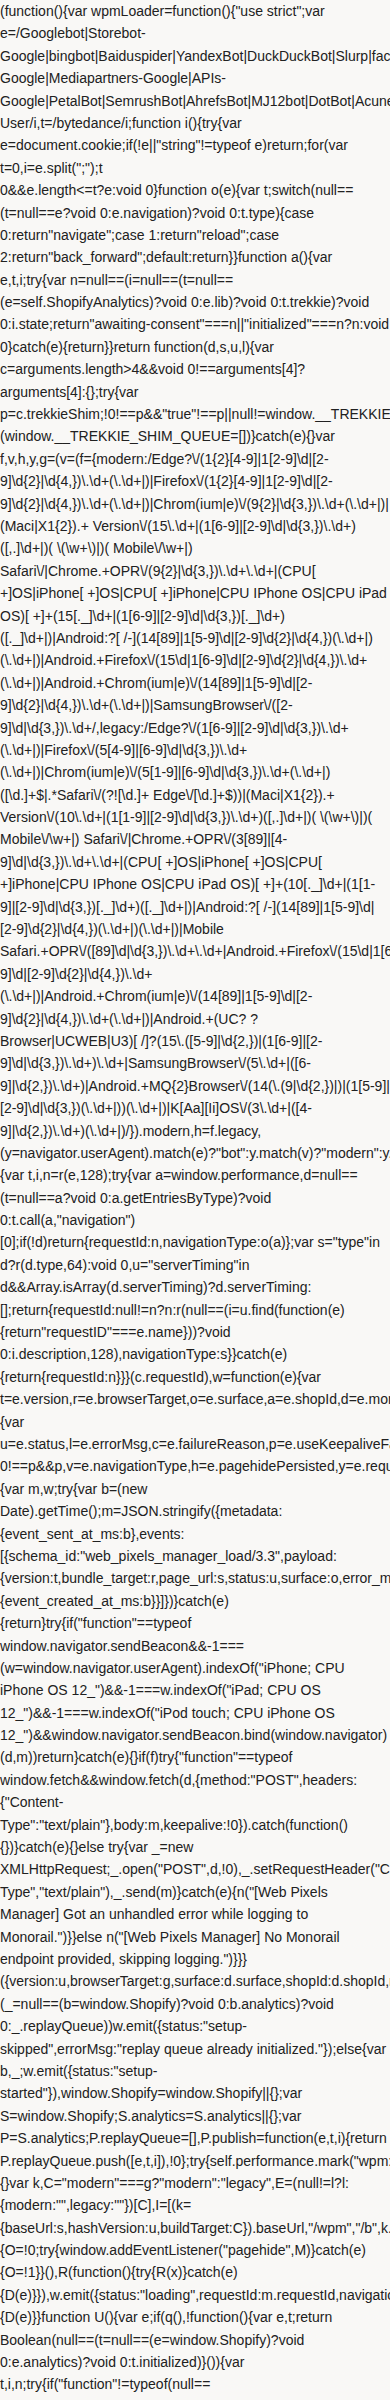 (function(){var wpmLoader=function(){"use strict";var
e=/Googlebot|Storebot-
Google|bingbot|Baiduspider|YandexBot|DuckDuckBot|Slurp|fac
Google|Mediapartners-Google|APIs-
Google|PetalBot|SemrushBot|AhrefsBot|MJ12bot|DotBot|Acune
User/i,t=/bytedance/i;function i(){try{var
e=document.cookie;if(!e||"string"!=typeof e)return;for(var
t=0,i=e.split(";");t
0&&e.length<=t?e:void 0}function o(e){var t;switch(null==
(t=null==e?void 0:e.navigation)?void 0:t.type){case
0:return"navigate";case 1:return"reload";case
2:return"back_forward";default:return}}function a(){var
e,t,i;try{var n=null==(i=null==(t=null==
(e=self.ShopifyAnalytics)?void 0:e.lib)?void 0:t.trekkie)?void
0:i.state;return"awaiting-consent"===n||"initialized"===n?n:void
0}catch(e){return}}return function(d,s,u,l){var
c=arguments.length>4&&void 0!==arguments[4]?
arguments[4]:{};try{var
p=c.trekkieShim;!0!==p&&"true"!==p||null!=window.__TREKKIE
(window.__TREKKIE_SHIM_QUEUE=[])}catch(e){}var
f,v,h,y,g=(v=(f={modern:/Edge?\/(1{2}[4-9]|1[2-9]\d|[2-
9]\d{2}|\d{4,})\.\d+(\.\d+|)|Firefox\/(1{2}[4-9]|1[2-9]\d|[2-
9]\d{2}|\d{4,})\.\d+(\.\d+|)|Chrom(ium|e)\/(9{2}|\d{3,})\.\d+(\.\d+|)|
(Maci|X1{2}).+ Version\/(15\.\d+|(1[6-9]|[2-9]\d|\d{3,})\.\d+)
([,.]\d+|)( \(\w+\)|)( Mobile\/\w+|)
Safari\/|Chrome.+OPR\/(9{2}|\d{3,})\.\d+\.\d+|(CPU[
+]OS|iPhone[ +]OS|CPU[ +]iPhone|CPU IPhone OS|CPU iPad
OS)[ +]+(15[._]\d+|(1[6-9]|[2-9]\d|\d{3,})[._]\d+)
([._]\d+|)|Android:?[ /-](14[89]|1[5-9]\d|[2-9]\d{2}|\d{4,})(\.\d+|)
(\.\d+|)|Android.+Firefox\/(15\d|1[6-9]\d|[2-9]\d{2}|\d{4,})\.\d+
(\.\d+|)|Android.+Chrom(ium|e)\/(14[89]|1[5-9]\d|[2-
9]\d{2}|\d{4,})\.\d+(\.\d+|)|SamsungBrowser\/([2-
9]\d|\d{3,})\.\d+/,legacy:/Edge?\/(1[6-9]|[2-9]\d|\d{3,})\.\d+
(\.\d+|)|Firefox\/(5[4-9]|[6-9]\d|\d{3,})\.\d+
(\.\d+|)|Chrom(ium|e)\/(5[1-9]|[6-9]\d|\d{3,})\.\d+(\.\d+|)
([\d.]+$|.*Safari\/(?![\d.]+ Edge\/[\d.]+$))|(Maci|X1{2}).+
Version\/(10\.\d+|(1[1-9]|[2-9]\d|\d{3,})\.\d+)([,.]\d+|)( \(\w+\)|)(
Mobile\/\w+|) Safari\/|Chrome.+OPR\/(3[89]|[4-
9]\d|\d{3,})\.\d+\.\d+|(CPU[ +]OS|iPhone[ +]OS|CPU[
+]iPhone|CPU IPhone OS|CPU iPad OS)[ +]+(10[._]\d+|(1[1-
9]|[2-9]\d|\d{3,})[._]\d+)([._]\d+|)|Android:?[ /-](14[89]|1[5-9]\d|
[2-9]\d{2}|\d{4,})(\.\d+|)(\.\d+|)|Mobile
Safari.+OPR\/([89]\d|\d{3,})\.\d+\.\d+|Android.+Firefox\/(15\d|1[6
9]\d|[2-9]\d{2}|\d{4,})\.\d+
(\.\d+|)|Android.+Chrom(ium|e)\/(14[89]|1[5-9]\d|[2-
9]\d{2}|\d{4,})\.\d+(\.\d+|)|Android.+(UC? ?
Browser|UCWEB|U3)[ /]?(15\.([5-9]|\d{2,})|(1[6-9]|[2-
9]\d|\d{3,})\.\d+)\.\d+|SamsungBrowser\/(5\.\d+|([6-
9]|\d{2,})\.\d+)|Android.+MQ{2}Browser\/(14(\.(9|\d{2,})|)|(1[5-9]|
[2-9]\d|\d{3,})(\.\d+|))(\.\d+|)|K[Aa][Ii]OS\/(3\.\d+|([4-
9]|\d{2,})\.\d+)(\.\d+|)/}).modern,h=f.legacy,
(y=navigator.userAgent).match(e)?"bot":y.match(v)?"modern":y.
{var t,i,n=r(e,128);try{var a=window.performance,d=null==
(t=null==a?void 0:a.getEntriesByType)?void
0:t.call(a,"navigation")
[0];if(!d)return{requestId:n,navigationType:o(a)};var s="type"in
d?r(d.type,64):void 0,u="serverTiming"in
d&&Array.isArray(d.serverTiming)?d.serverTiming:
[];return{requestId:null!=n?n:r(null==(i=u.find(function(e)
{return"requestID"===e.name}))?void
0:i.description,128),navigationType:s}}catch(e)
{return{requestId:n}}}(c.requestId),w=function(e){var
t=e.version,r=e.browserTarget,o=e.surface,a=e.shopId,d=e.mon
{var
u=e.status,l=e.errorMsg,c=e.failureReason,p=e.useKeepaliveFa
0!==p&&p,v=e.navigationType,h=e.pagehidePersisted,y=e.requ
{var m,w;try{var b=(new
Date).getTime();m=JSON.stringify({metadata:
{event_sent_at_ms:b},events:
[{schema_id:"web_pixels_manager_load/3.3",payload:
{version:t,bundle_target:r,page_url:s,status:u,surface:o,error_m
{event_created_at_ms:b}}]})}catch(e)
{return}try{if("function"==typeof
window.navigator.sendBeacon&&-1===
(w=window.navigator.userAgent).indexOf("iPhone; CPU
iPhone OS 12_")&&-1===w.indexOf("iPad; CPU OS
12_")&&-1===w.indexOf("iPod touch; CPU iPhone OS
12_")&&window.navigator.sendBeacon.bind(window.navigator)
(d,m))return}catch(e){}if(f)try{"function"==typeof
window.fetch&&window.fetch(d,{method:"POST",headers:
{"Content-
Type":"text/plain"},body:m,keepalive:!0}).catch(function()
{})}catch(e){}else try{var _=new
XMLHttpRequest;_.open("POST",d,!0),_.setRequestHeader("C
Type","text/plain"),_.send(m)}catch(e){n("[Web Pixels
Manager] Got an unhandled error while logging to
Monorail.")}}else n("[Web Pixels Manager] No Monorail
endpoint provided, skipping logging.")}}}
({version:u,browserTarget:g,surface:d.surface,shopId:d.shopId,
(_=null==(b=window.Shopify)?void 0:b.analytics)?void
0:_.replayQueue))w.emit({status:"setup-
skipped",errorMsg:"replay queue already initialized."});else{var
b,_;w.emit({status:"setup-
started"}),window.Shopify=window.Shopify||{};var
S=window.Shopify;S.analytics=S.analytics||{};var
P=S.analytics;P.replayQueue=[],P.publish=function(e,t,i){return
P.replayQueue.push([e,t,i]),!0};try{self.performance.mark("wpm:
{}var k,C="modern"===g?"modern":"legacy",E=(null!=l?l:
{modern:"",legacy:""})[C],I=[(k=
{baseUrl:s,hashVersion:u,buildTarget:C}).baseUrl,"/wpm","/b",k.
{O=!0;try{window.addEventListener("pagehide",M)}catch(e)
{O=!1}}(),R(function(){try{R(x)}catch(e)
{D(e)}}),w.emit({status:"loading",requestId:m.requestId,navigatio
{D(e)}}function U(){var e;if(q(),!function(){var e,t;return
Boolean(null==(t=null==(e=window.Shopify)?void
0:e.analytics)?void 0:t.initialized)}()){var
t,i,n;try{if("function"!=typeof(null==